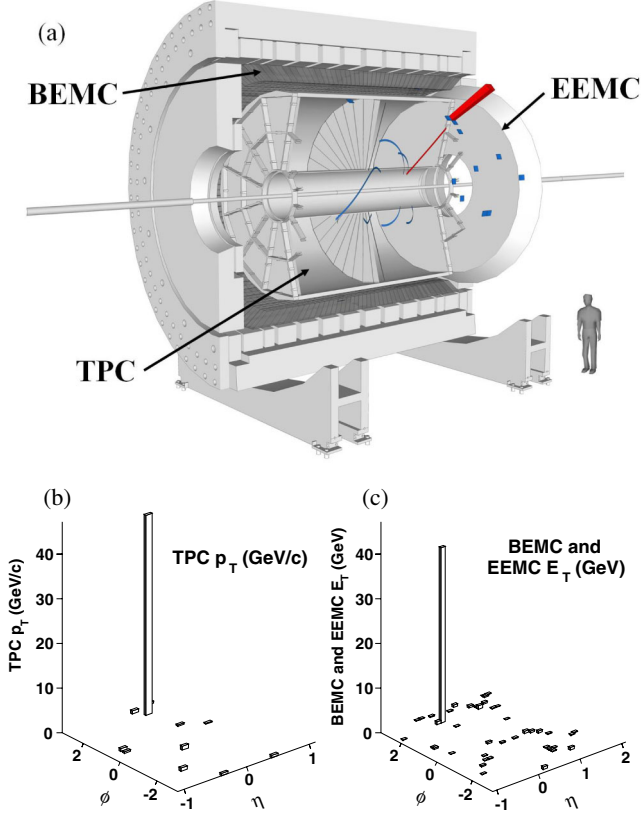 (a)
BEMC
EEMC
TPC
(b)
TPC p_T (GeV/c)
TPC p_T (GeV/c)
40
30
20
10
0
2
0
-2
ϕ
-1
0
1
η
(c)
BEMC and
EEMC E_T (GeV)
BEMC and EEMC E_T (GeV)
40
30
20
10
0
2
0
-2
ϕ
-1
0
1
2
η